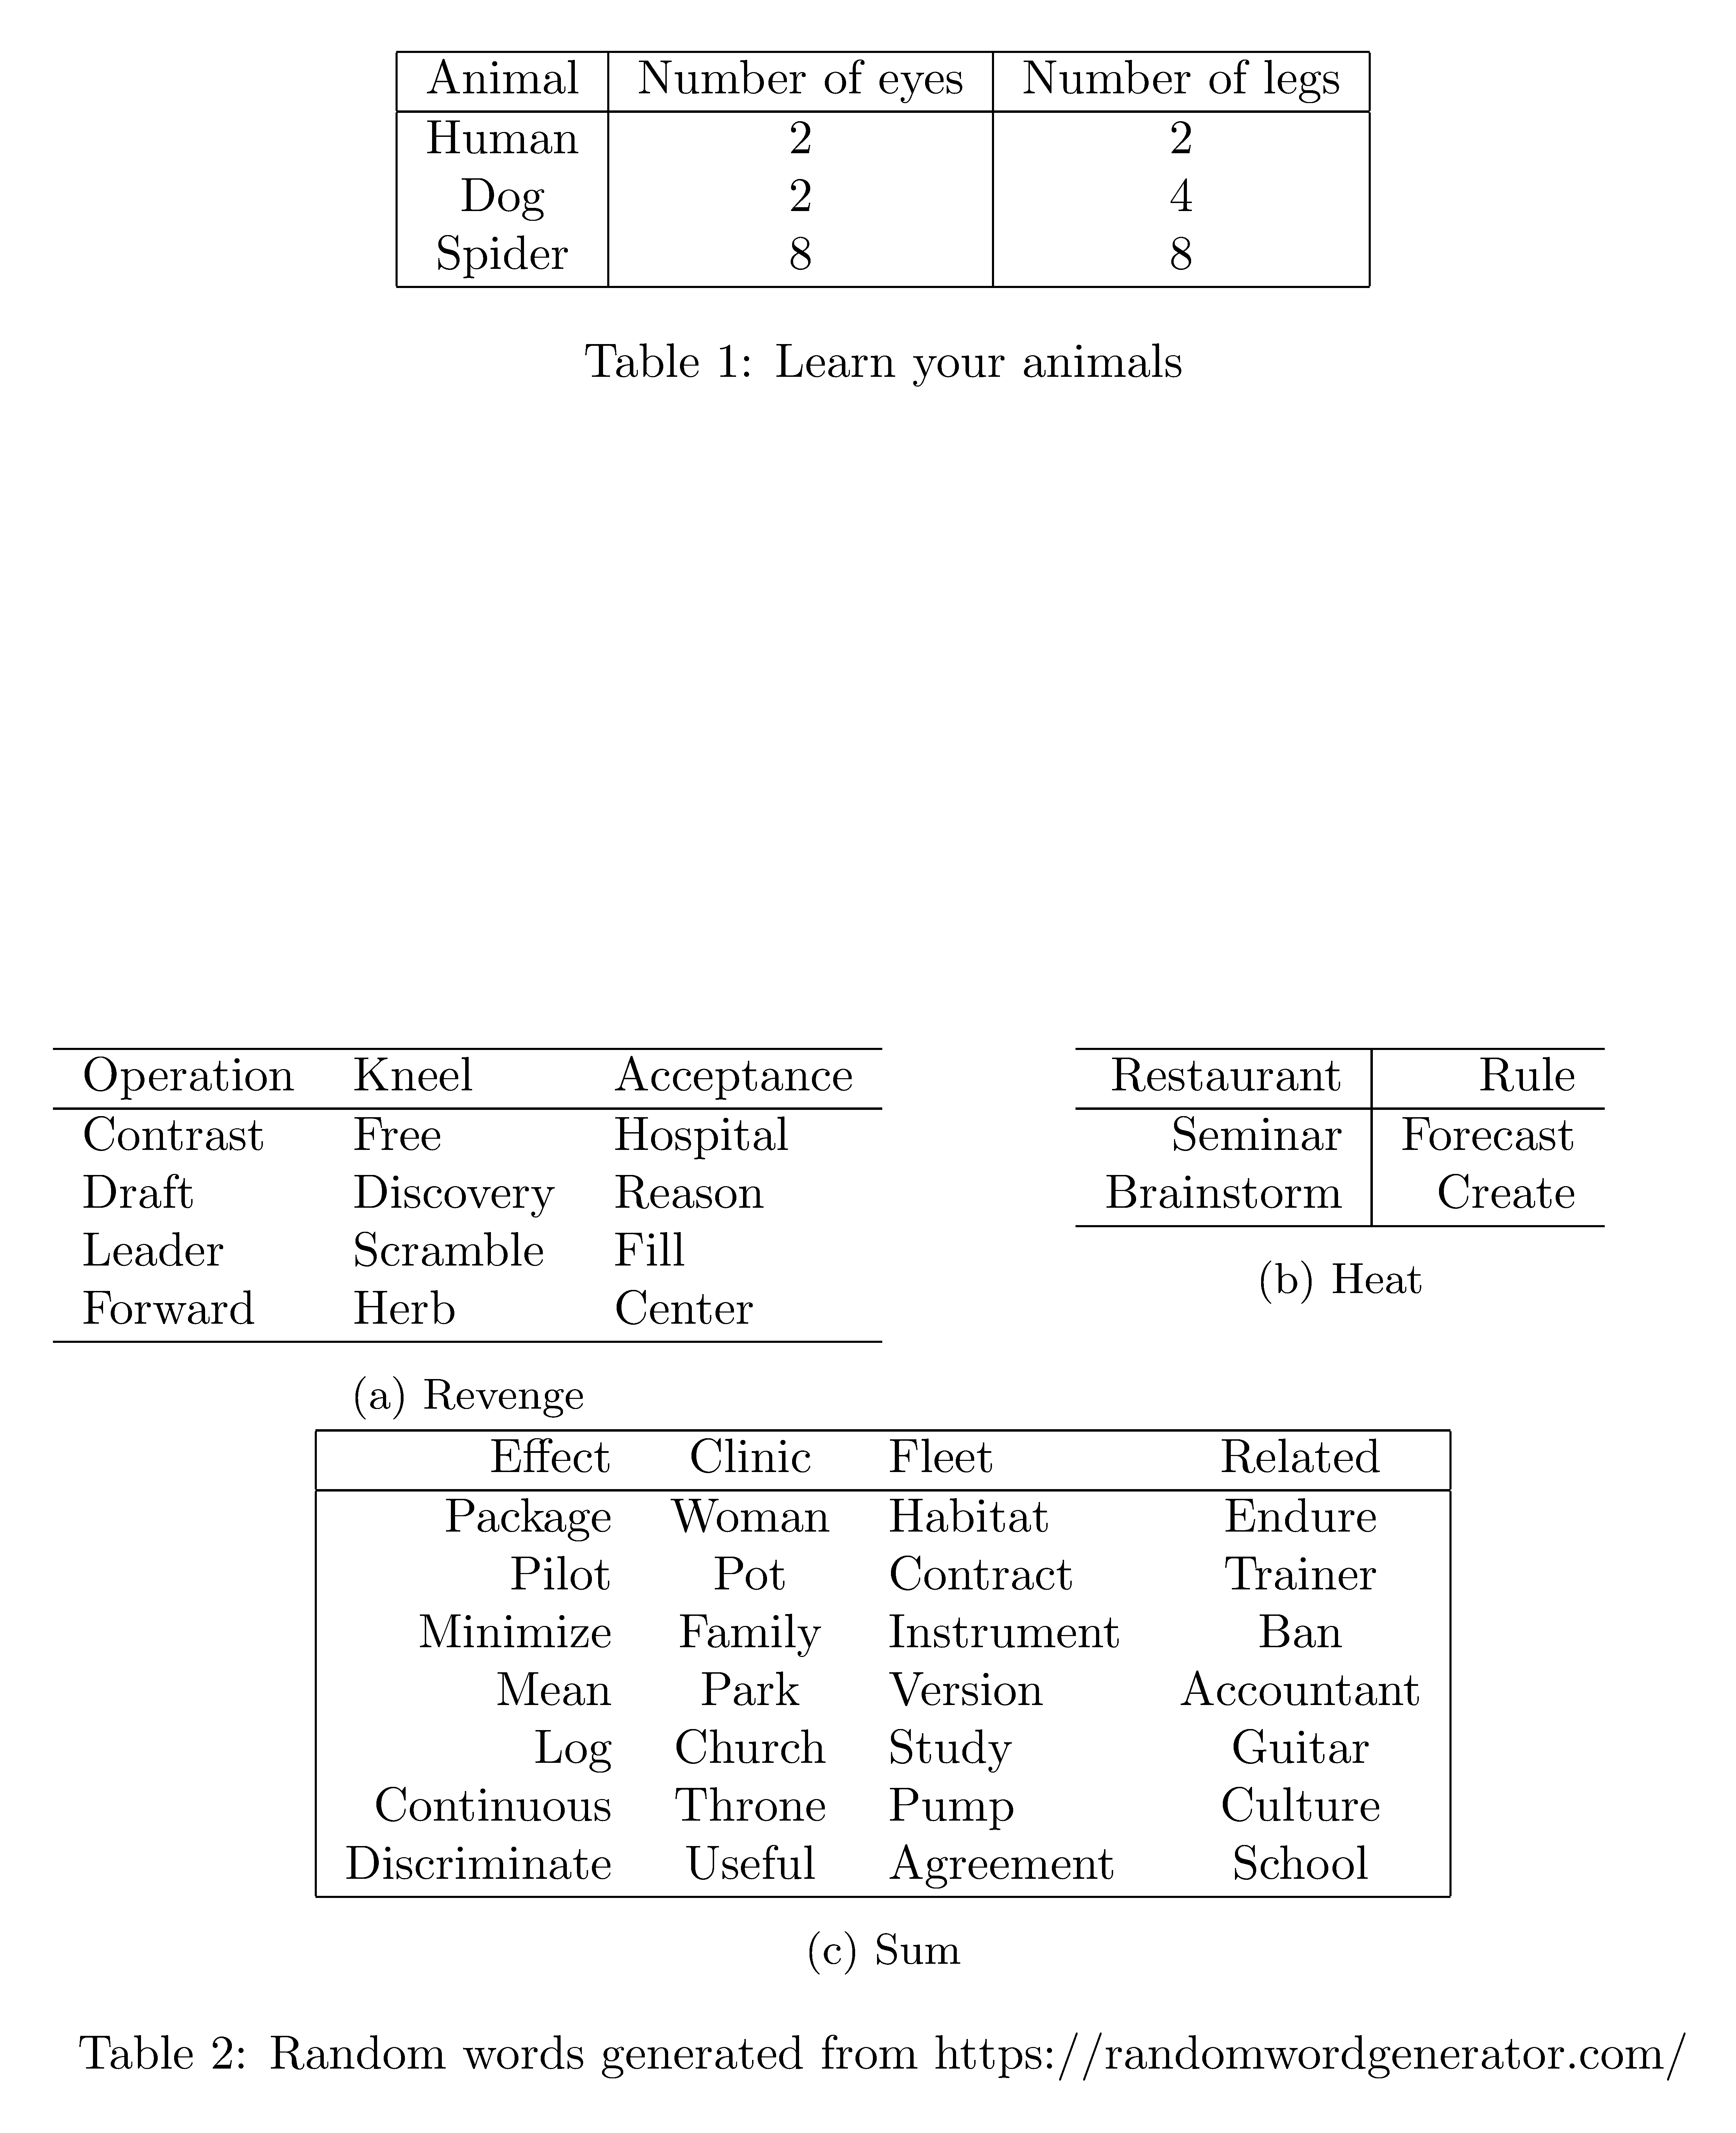 Animal Number of eyes Number of legs
Human 2 2
Dog 2 4
Spider 8 8
Table 1: Learn your animals
Operation Kneel Acceptance
Contrast Free Hospital
Draft Discovery Reason
Leader Scramble Fill
Forward Herb Center
(a) Revenge
Restaurant Rule
Seminar Forecast
Brainstorm Create
(b) Heat
Effect Clinic Fleet Related
Package Woman Habitat Endure
Pilot Pot Contract Trainer
Minimize Family Instrument Ban
Mean Park Version Accountant
Log Church Study Guitar
Continuous Throne Pump Culture
Discriminate Useful Agreement School
(c) Sum
Table 2: Random words generated from https://randomwordgenerator.com/